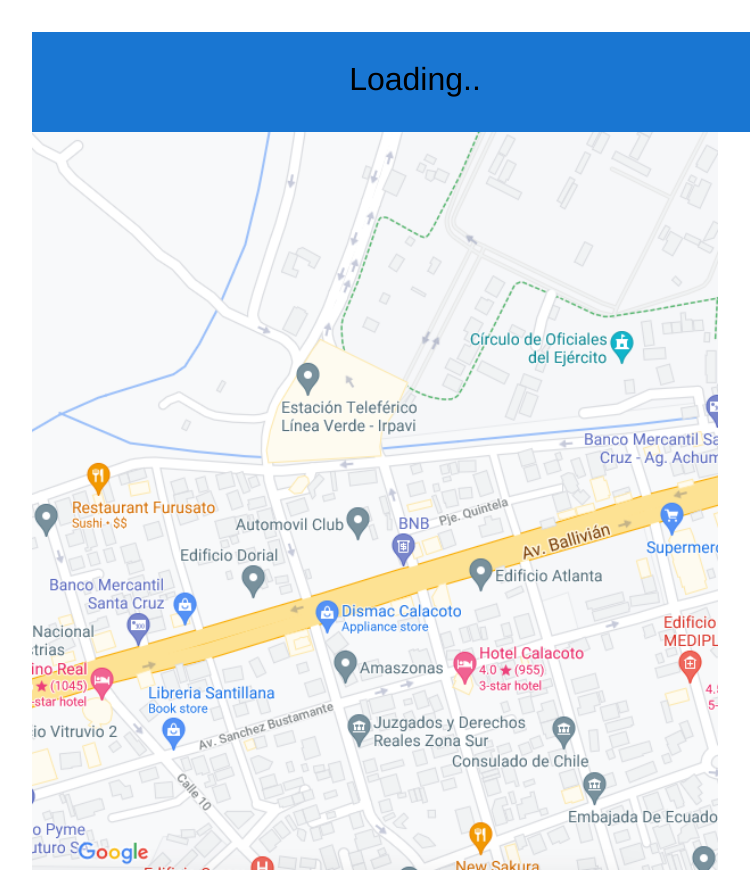 Loading..
Círculo de Oficiales
del Ejército
Estación Teleférico
Línea Verde - Irpavi
Banco Mercantil Sa
Cruz - Ag. Achum
Restaurant Furusato
Sushi • $$
Automovil Club
BNB
Pje. Quintela
Av. Ballivián
Supermer
Edificio Dorial
Edificio Atlanta
Banco Mercantil
Santa Cruz
Dismac Calacoto
Appliance store
Nacional
strias
Edificio
MEDIPL
ino Real
★ (1045)
-star hotel
Amaszonas
Hotel Calacoto
4.0 ★ (955)
3-star hotel
4.
5-
Libreria Santillana
Book store
Av. Sanchez Bustamante
io Vitruvio 2
Juzgados y Derechos
Reales Zona Sur
Consulado de Chile
Calle 10
Embajada De Ecuado
o Pyme
uturo S
Google
New Sakura